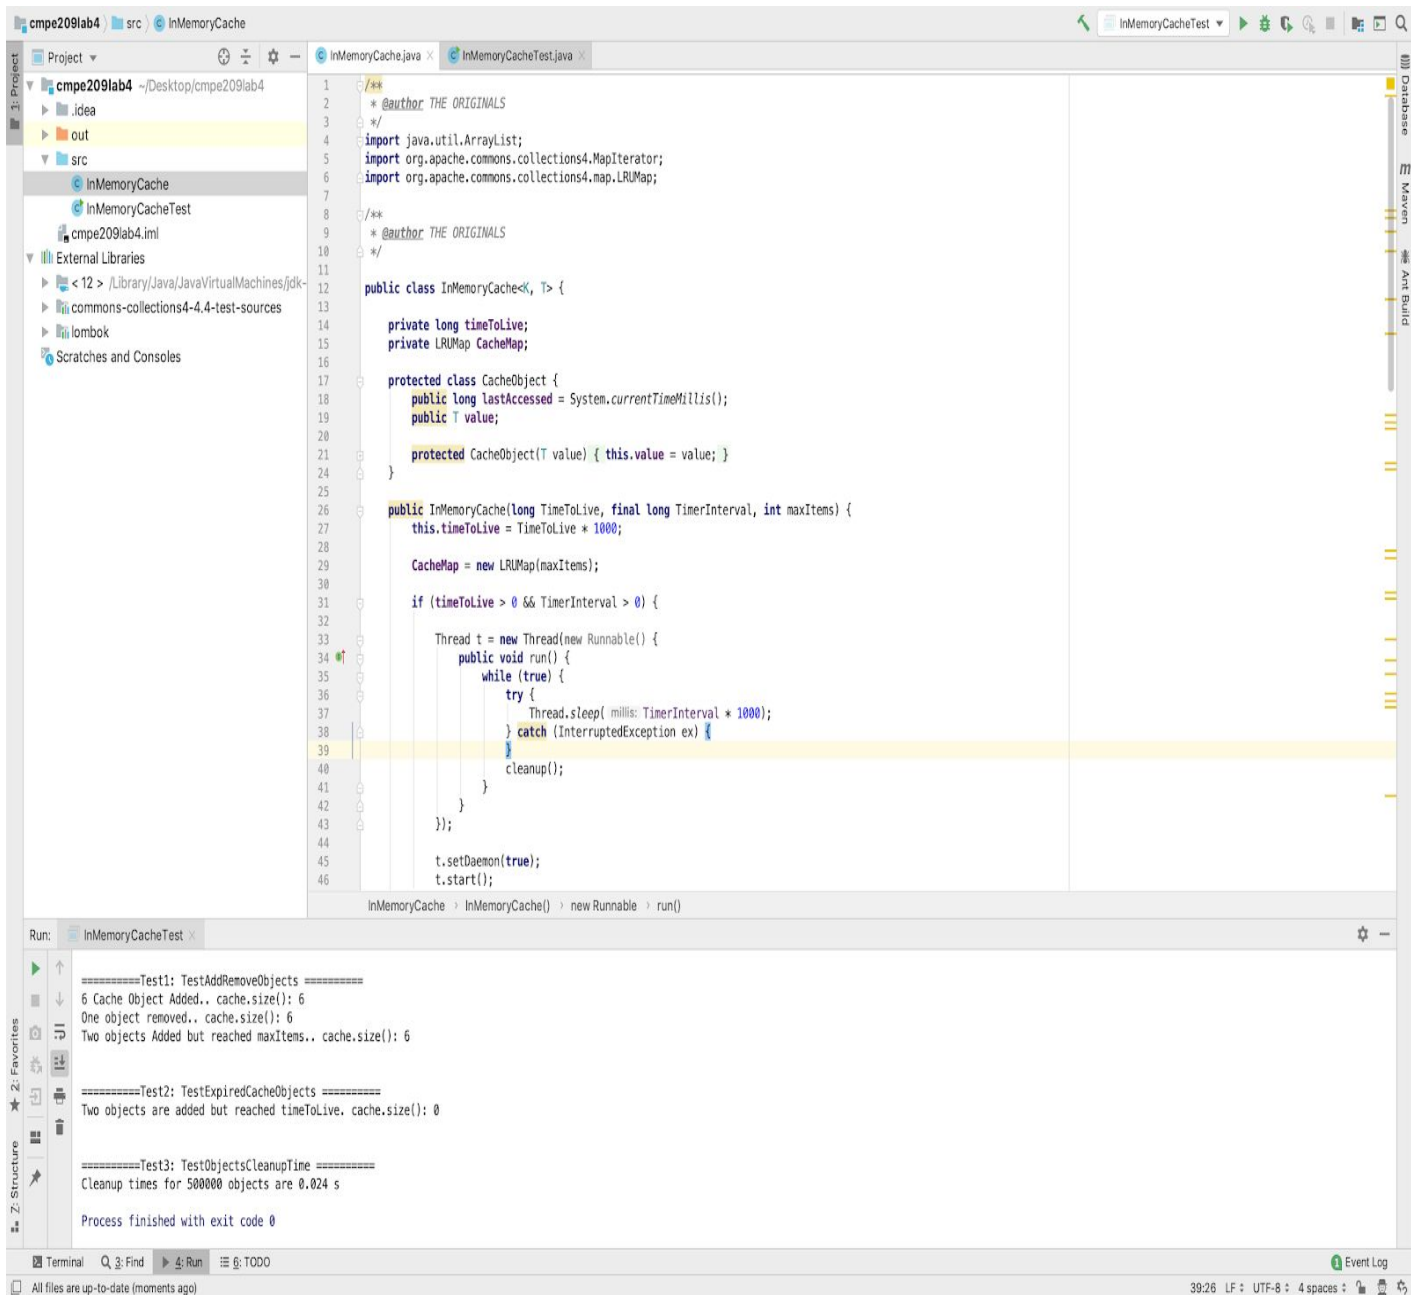 cmpe209lab4 src InMemoryCache
InMemoryCacheTest
1: Project
Project
InMemoryCache.java
InMemoryCacheTest.java
cmpe209lab4 ~/Desktop/cmpe209lab4
.idea
out
src
InMemoryCache
InMemoryCacheTest
cmpe209lab4.iml
External Libraries
< 12 > /Library/Java/JavaVirtualMachines/jdk-
commons-collections4-4.4-test-sources
lombok
Scratches and Consoles
1 /**
2 * @author THE ORIGINALS
3 */
4 import java.util.ArrayList;
5 import org.apache.commons.collections4.MapIterator;
6 import org.apache.commons.collections4.map.LRUMap;
7
8 /**
9 * @author THE ORIGINALS
10 */
11
12 public class InMemoryCache<K, T> {
13
14 private long timeToLive;
15 private LRUMap CacheMap;
16
17 protected class CacheObject {
18 public long lastAccessed = System.currentTimeMillis();
19 public T value;
20
21 protected CacheObject(T value) { this.value = value; }
24 }
25
26 public InMemoryCache(long TimeToLive, final long TimerInterval, int maxItems) {
27 this.timeToLive = TimeToLive * 1000;
28
29 CacheMap = new LRUMap(maxItems);
30
31 if (timeToLive > 0 && TimerInterval > 0) {
32
33 Thread t = new Thread(new Runnable() {
34 public void run() {
35 while (true) {
36 try {
37 Thread.sleep( millis: TimerInterval * 1000);
38 } catch (InterruptedException ex) {
39 }
40 cleanup();
41 }
42 }
43 });
44
45 t.setDaemon(true);
46 t.start();
InMemoryCache > InMemoryCache() > new Runnable > run()
Database
m Maven
Ant Build
Run: InMemoryCacheTest
==========Test1: TestAddRemoveObjects ==========
6 Cache Object Added.. cache.size(): 6
One object removed.. cache.size(): 6
Two objects Added but reached maxItems.. cache.size(): 6
==========Test2: TestExpiredCacheObjects ==========
Two objects are added but reached timeToLive. cache.size(): 0
==========Test3: TestObjectsCleanupTime ==========
Cleanup times for 500000 objects are 0.024 s
Process finished with exit code 0
2: Favorites
Z: Structure
Terminal 3: Find 4: Run 6: TODO
1 Event Log
All files are up-to-date (moments ago)
39:26 LF UTF-8 4 spaces